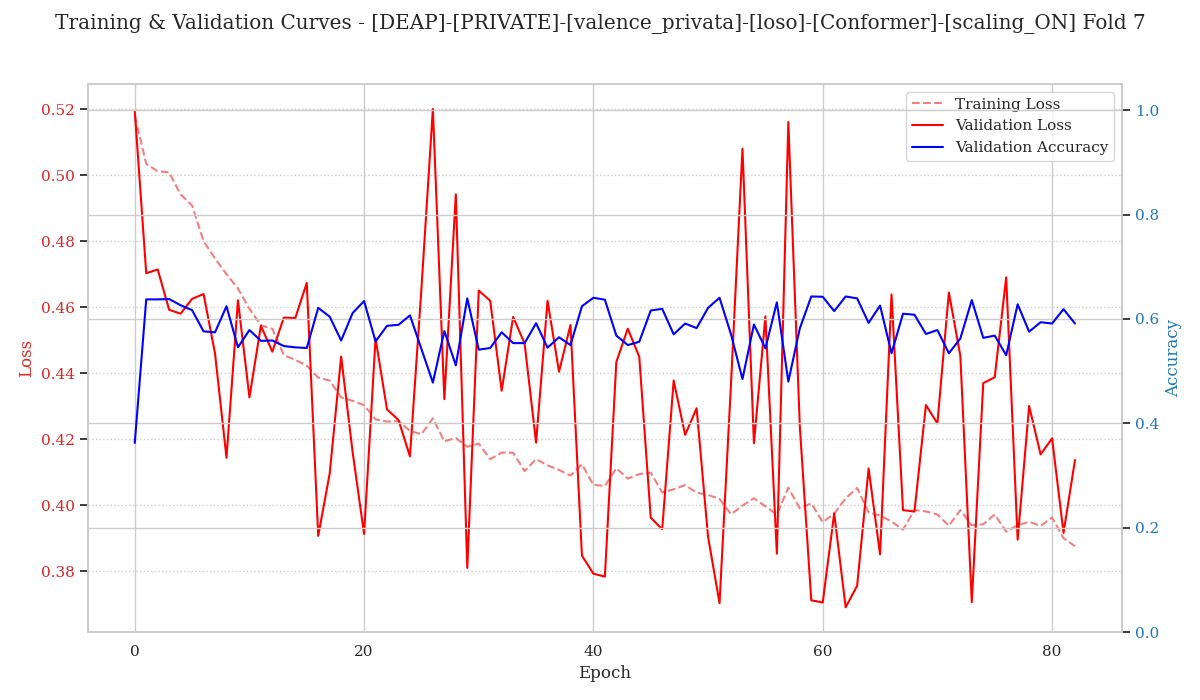 Training & Validation Curves - [DEAP]-[PRIVATE]-[valence_privata]-[loso]-[Conformer]-[scaling_ON] Fold 7
Training Loss
Validation Loss
Validation Accuracy
0.52
0.50
0.48
0.46
0.44
0.42
0.40
0.38
Loss
1.0
0.8
0.6
0.4
0.2
0.0
Accuracy
0
20
40
60
80
Epoch